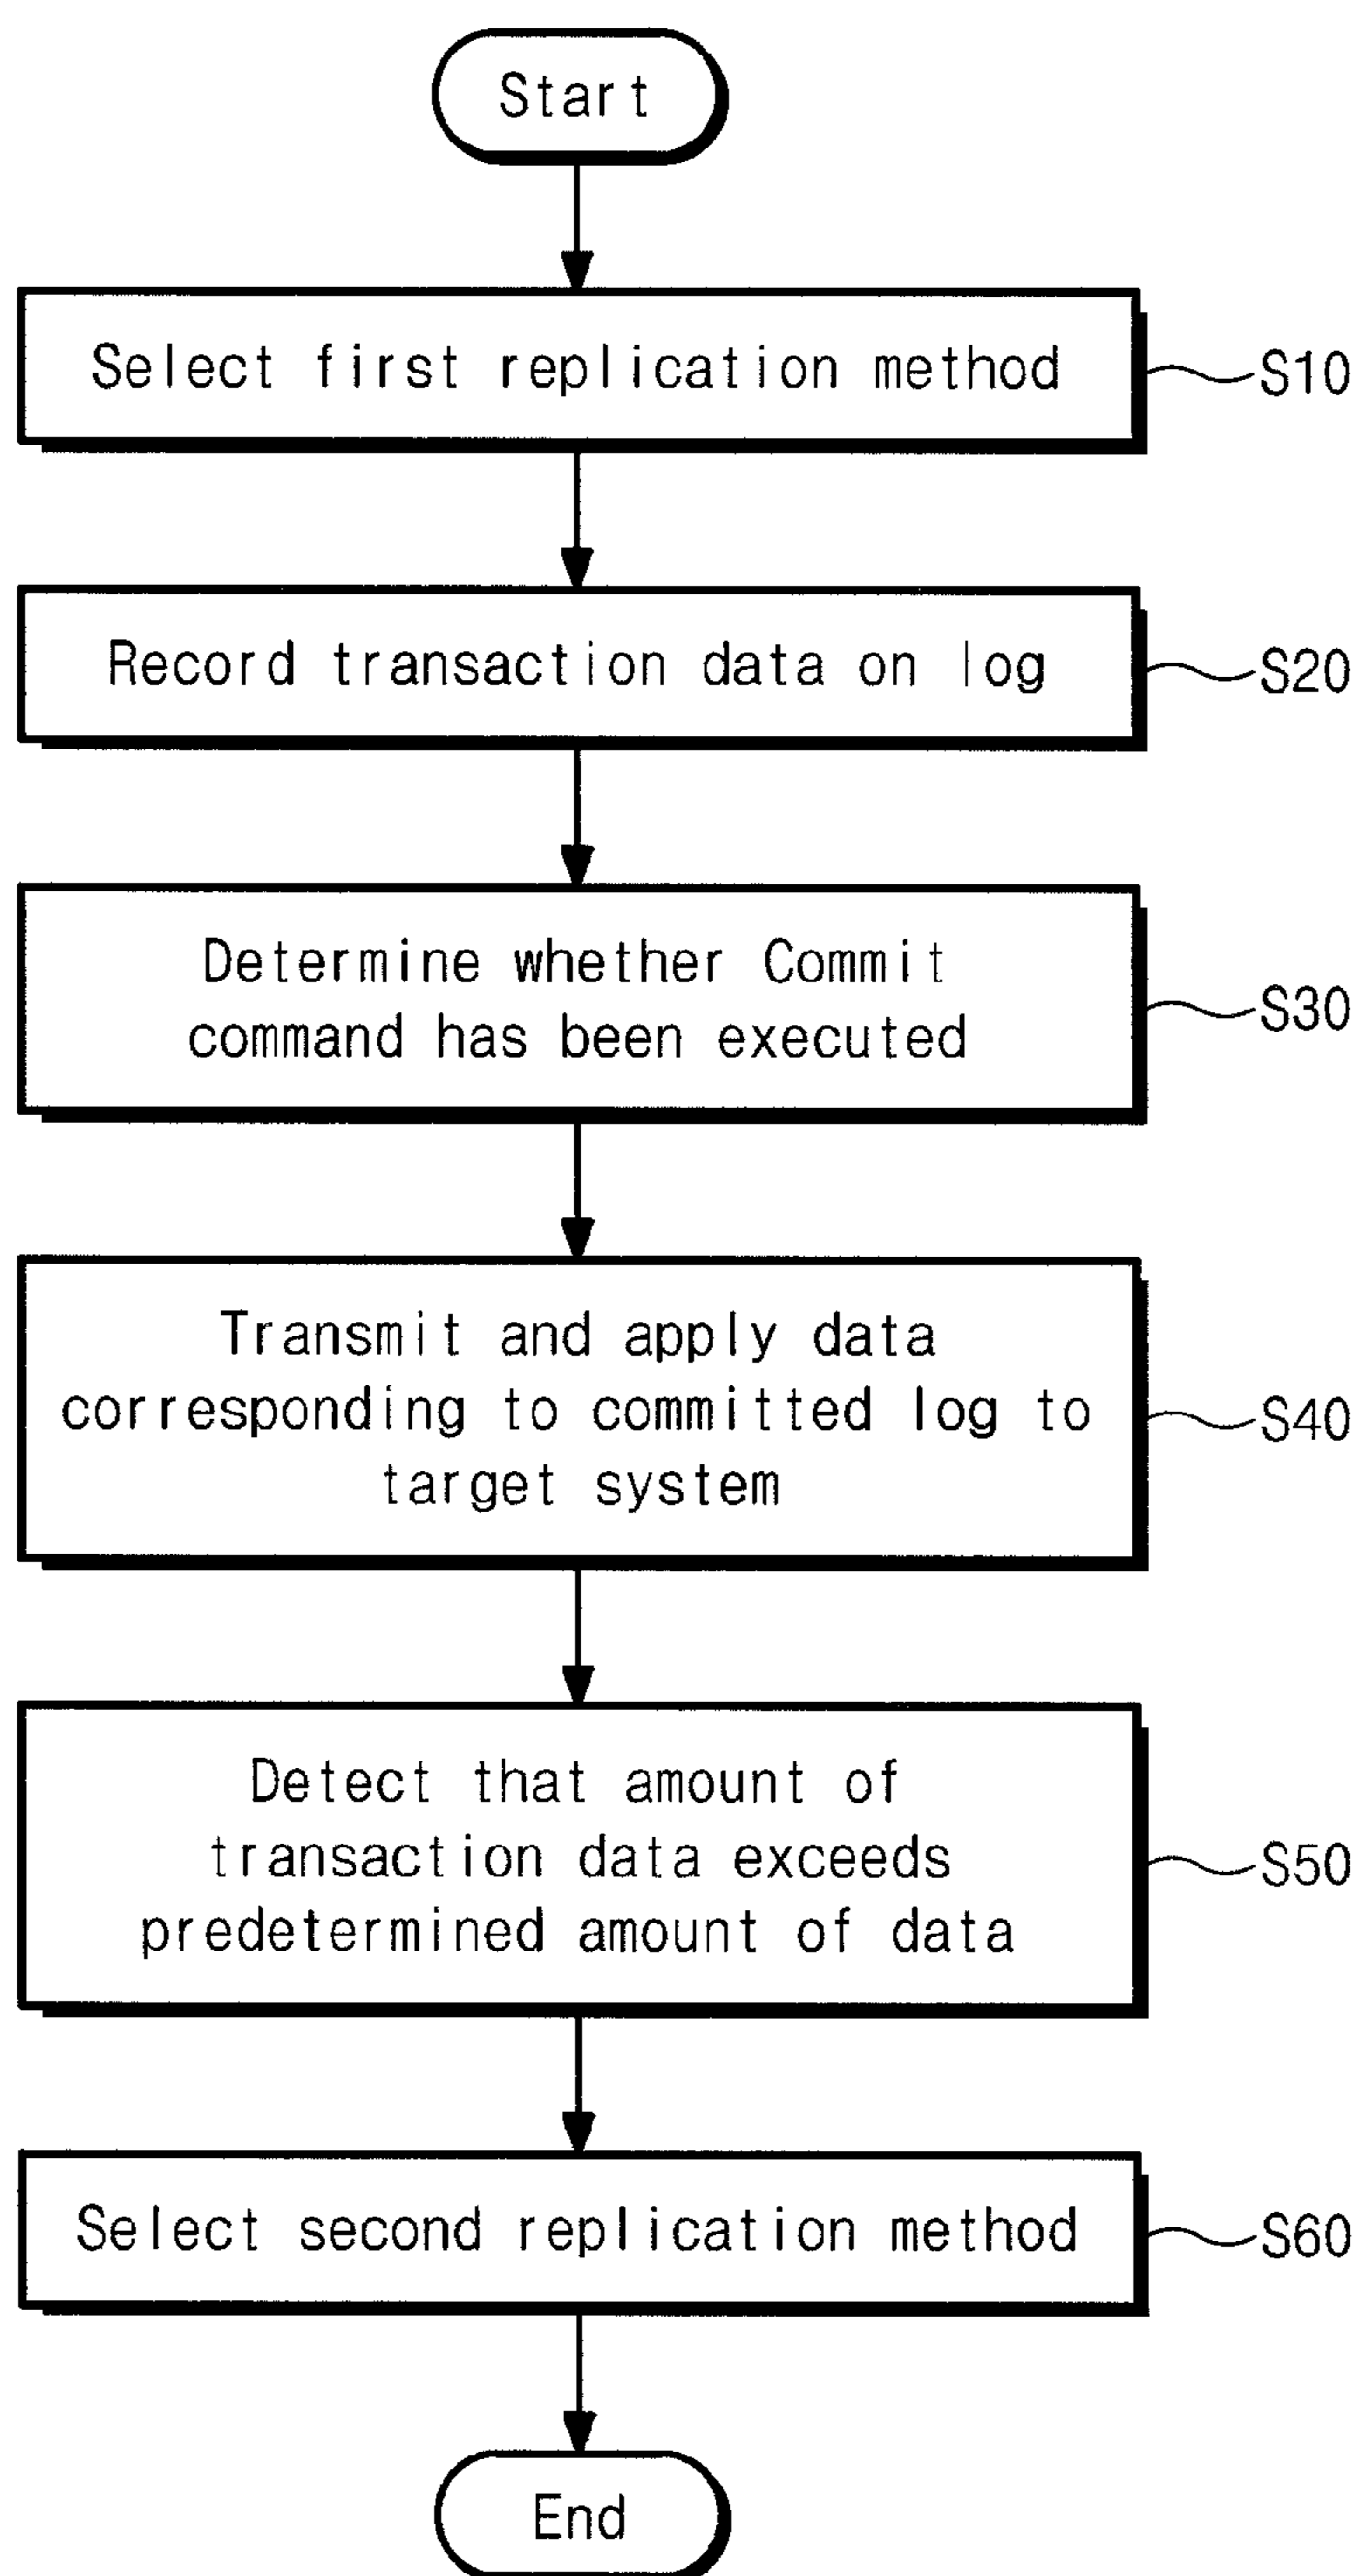 Start
Select first replication method
S10
Record transaction data on log
S20
Determine whether Commit
command has been executed
S30
Transmit and apply data
corresponding to committed log to
target system
S40
Detect that amount of
transaction data exceeds
predetermined amount of data
S50
Select second replication method
S60
End